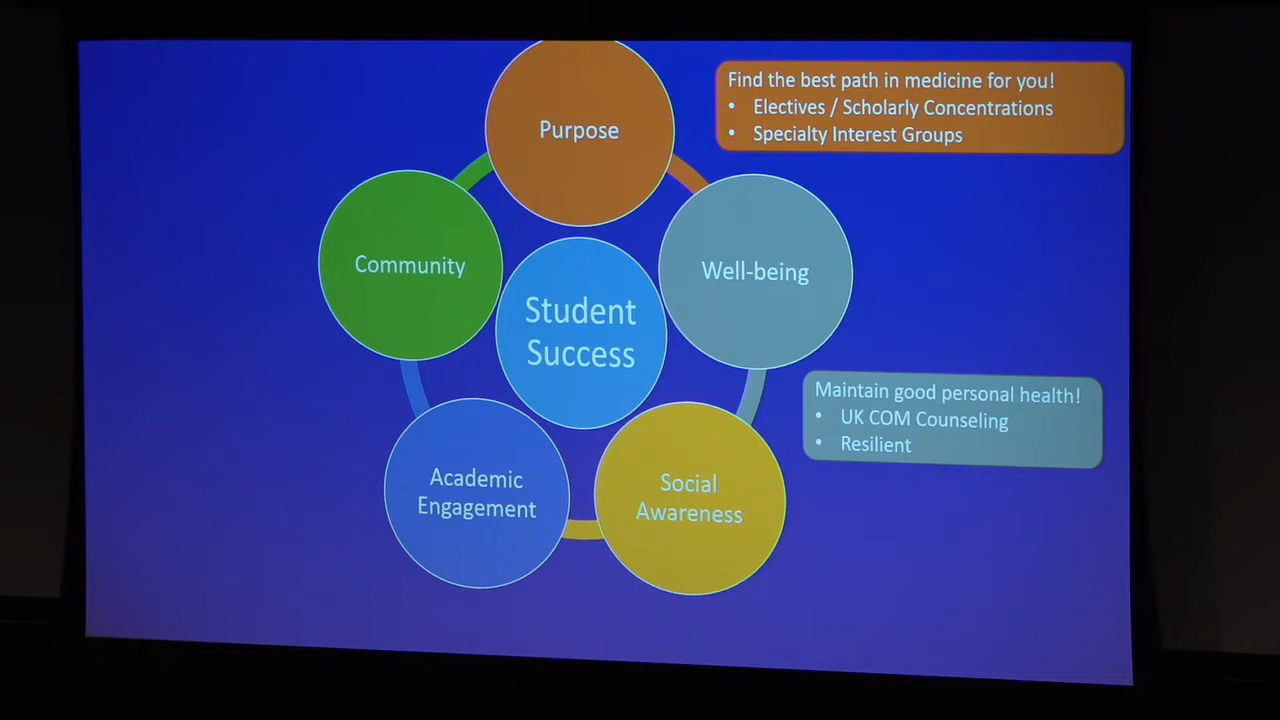 Purpose
Find the best path in medicine for you!
• Electives / Scholarly Concentrations
• Specialty Interest Groups
Community
Well-being
Student
Success
Maintain good personal health!
• UK COM Counseling
• Resilient
Academic
Engagement
Social
Awareness